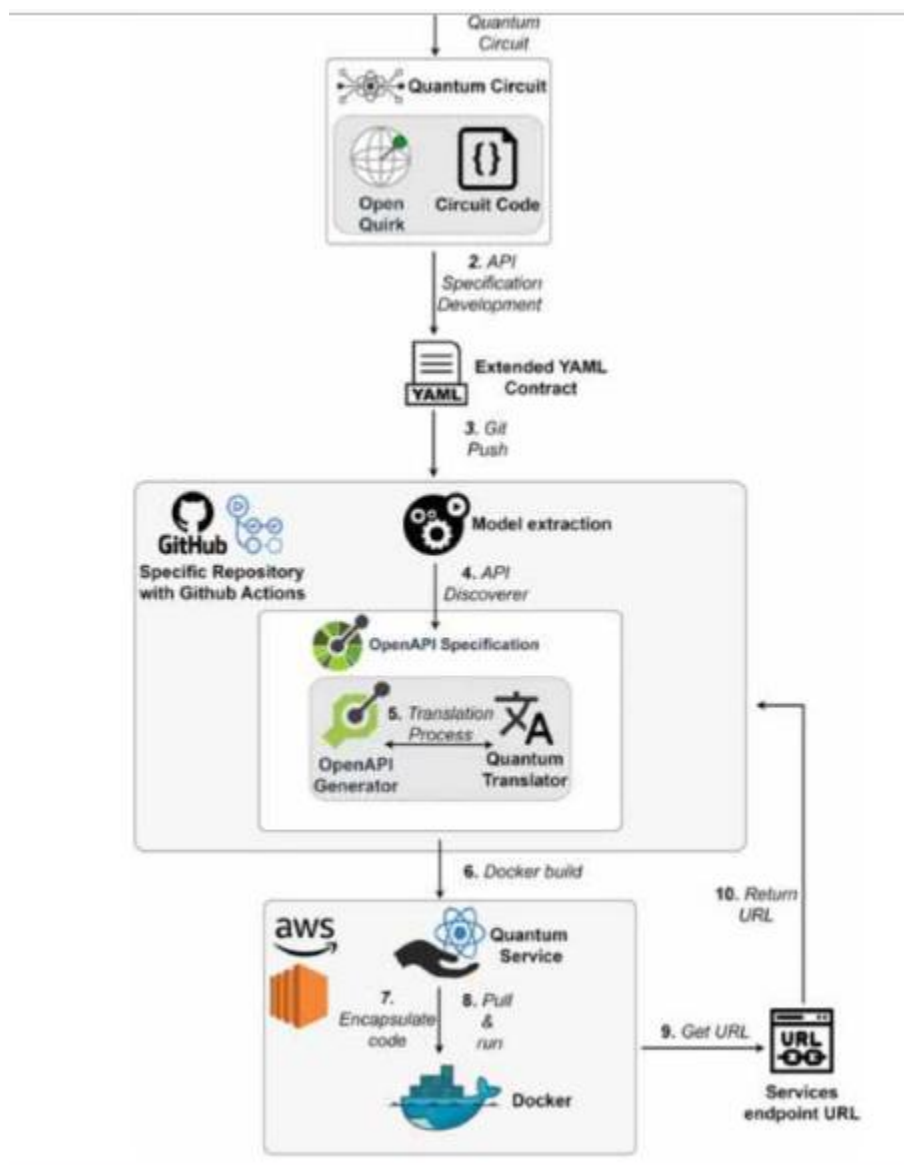 Quantum
Circuit
Quantum Circuit
{}
Open
Quirk
Circuit Code
2. API
Specification
Development
YAML
Extended YAML
Contract
3. Git
Push
GitHub
Specific Repository
with Github Actions
Model extraction
4. API
Discoverer
OpenAPI Specification
5. Translation
Process
文A
OpenAPI
Generator
Quantum
Translator
6. Docker build
10. Return
URL
aws
Quantum
Service
7.
Encapsulate
code
8. Pull
&
run
9. Get URL
URL
Docker
Services
endpoint URL